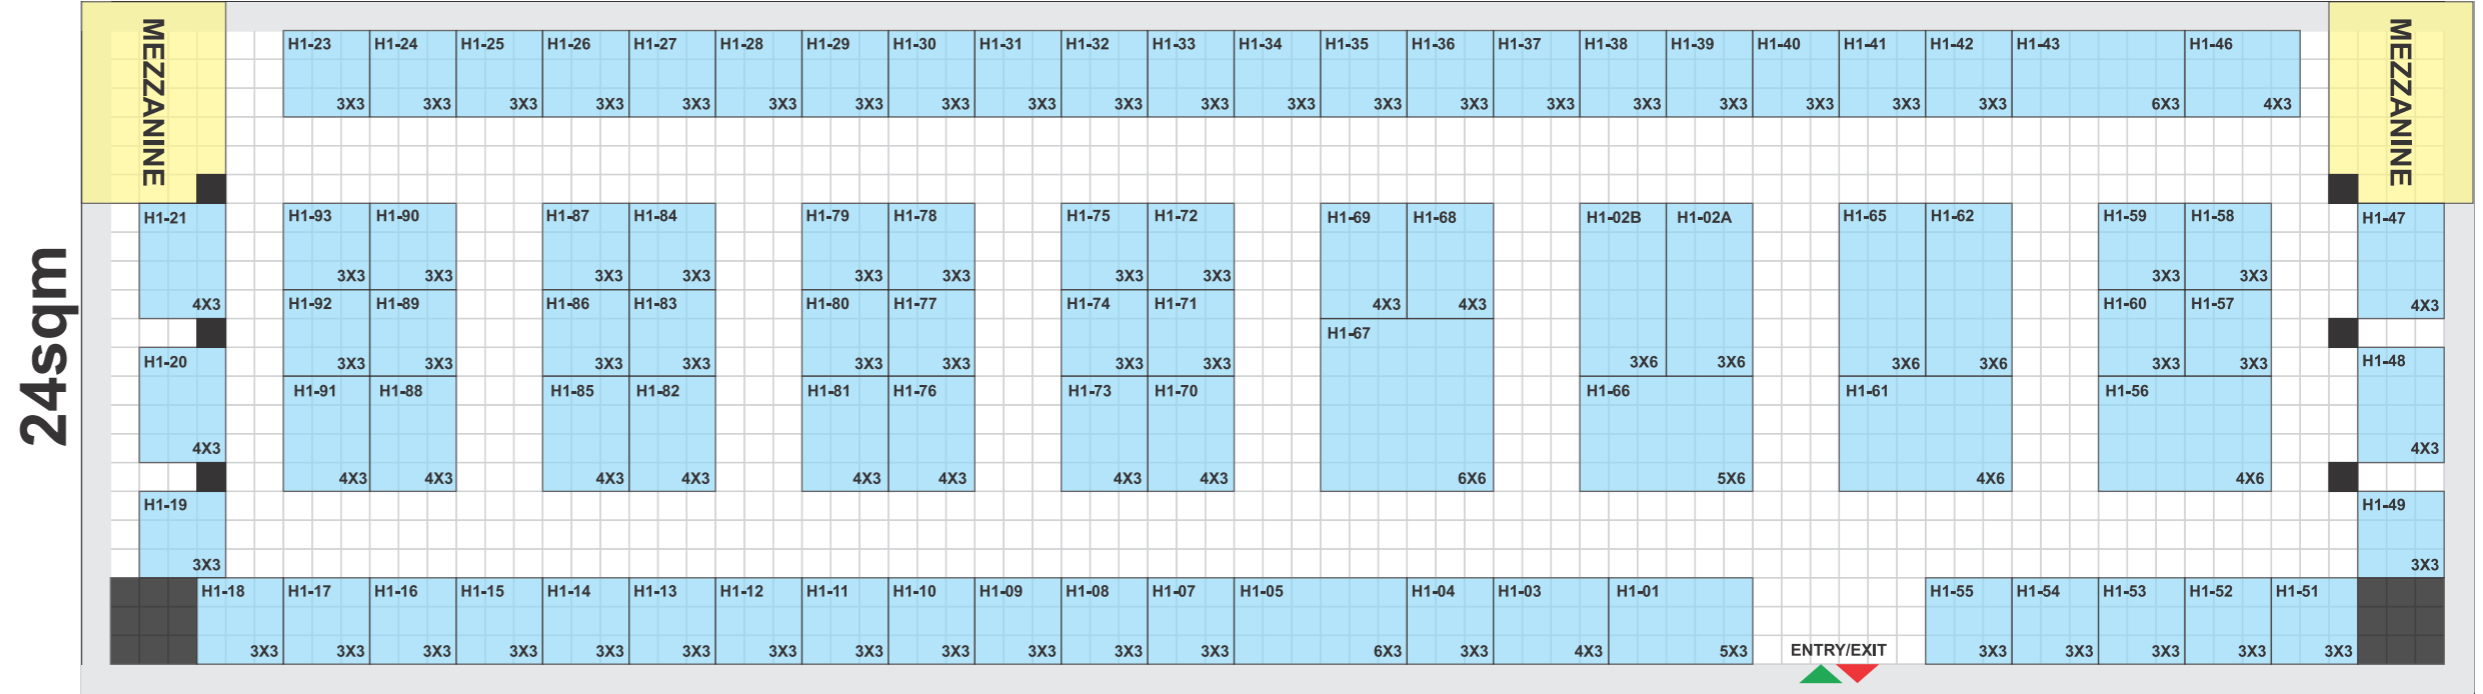 MEZZANINE
MEZZANINE
24sqm
H1-23 H1-24 H1-25 H1-26 H1-27 H1-28 H1-29 H1-30 H1-31 H1-32 H1-33 H1-34 H1-35 H1-36 H1-37 H1-38 H1-39 H1-40 H1-41 H1-42 H1-43 H1-46
3X3 3X3 3X3 3X3 3X3 3X3 3X3 3X3 3X3 3X3 3X3 3X3 3X3 3X3 3X3 3X3 3X3 3X3 3X3 3X3 6X3 4X3
H1-21 H1-93 H1-90 H1-87 H1-84 H1-79 H1-78 H1-75 H1-72 H1-69 H1-68 H1-02B H1-02A H1-65 H1-62 H1-59 H1-58 H1-47
3X3 3X3 3X3 3X3 3X3 3X3 3X3 3X3 3X3 3X3
4X3 H1-92 H1-89 H1-86 H1-83 H1-80 H1-77 H1-74 H1-71 4X3 4X3 H1-60 H1-57 4X3
H1-67
H1-20 3X3 3X3 3X3 3X3 3X3 3X3 3X3 3X3 3X6 3X6 3X6 3X6 3X3 3X3 H1-48
H1-91 H1-88 H1-85 H1-82 H1-81 H1-76 H1-73 H1-70 H1-66 H1-61 H1-56
4X3 4X3
4X3 4X3 4X3 4X3 4X3 4X3 4X3 4X3 6X6 5X6 4X6 4X6
H1-19 H1-49
3X3 3X3
H1-18 H1-17 H1-16 H1-15 H1-14 H1-13 H1-12 H1-11 H1-10 H1-09 H1-08 H1-07 H1-05 H1-04 H1-03 H1-01 H1-55 H1-54 H1-53 H1-52 H1-51
3X3 3X3 3X3 3X3 3X3 3X3 3X3 3X3 3X3 3X3 3X3 3X3 6X3 3X3 4X3 5X3 ENTRY/EXIT 3X3 3X3 3X3 3X3 3X3